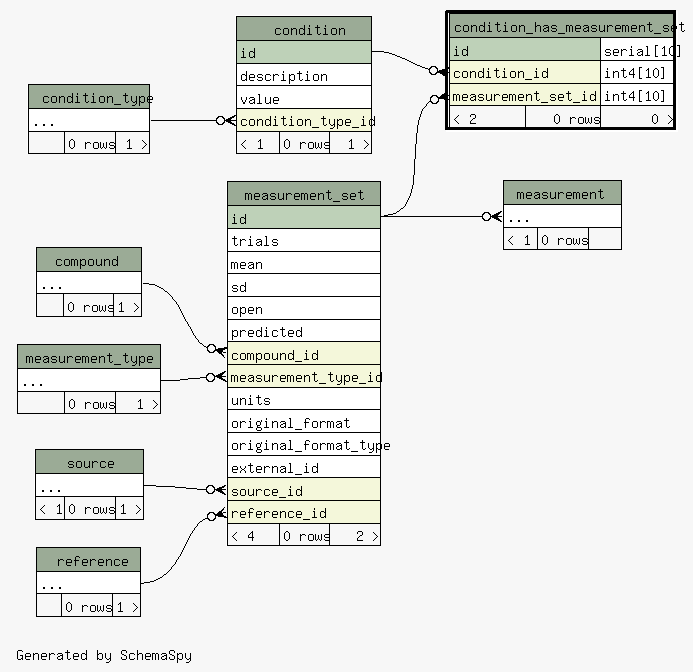 condition
id
description
value
condition_type_id
< 1 0 rows 1 >
condition_has_measurement_set
id serial[10]
condition_id int4[10]
measurement_set_id int4[10]
< 2 0 rows 0 >
condition_type
...
0 rows 1 >
measurement_set
id
trials
mean
sd
open
predicted
compound_id
measurement_type_id
units
original_format
original_format_type
external_id
source_id
reference_id
< 4 0 rows 2 >
measurement
...
< 1 0 rows
compound
...
0 rows 1 >
measurement_type
...
0 rows 1 >
source
...
< 1 0 rows 1 >
reference
...
0 rows 1 >
Generated by SchemaSpy